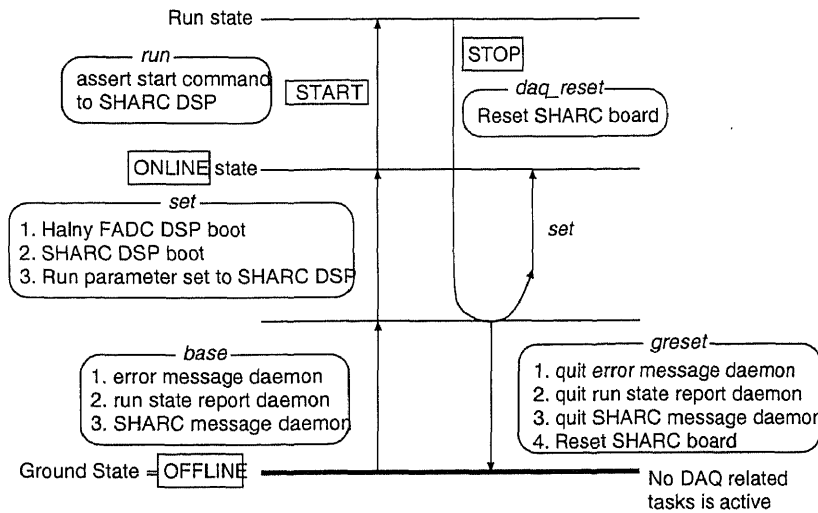 Run state
run
assert start command
to SHARC DSP
START
STOP
daq_reset
Reset SHARC board
ONLINE state
set
1. Halny FADC DSP boot
2. SHARC DSP boot
3. Run parameter set to SHARC DSP
set
base
1. error message daemon
2. run state report daemon
3. SHARC message daemon
greset
1. quit error message daemon
2. quit run state report daemon
3. quit SHARC message daemon
4. Reset SHARC board
Ground State = OFFLINE
No DAQ related
tasks is active